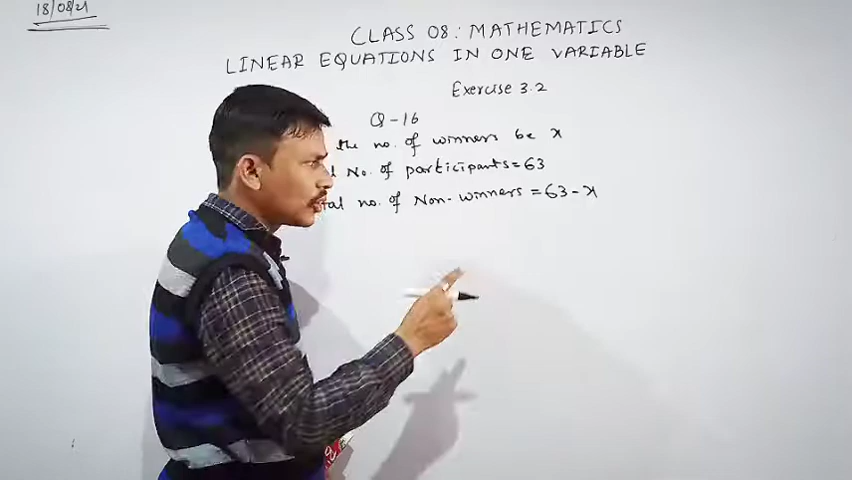 18/08/21
CLASS 08: MATHEMATICS
LINEAR EQUATIONS IN ONE VARIABLE
Exercise 3.2
Q-16
the no. of winners be x
No. of participants=63
no. of Non-winners =63-x